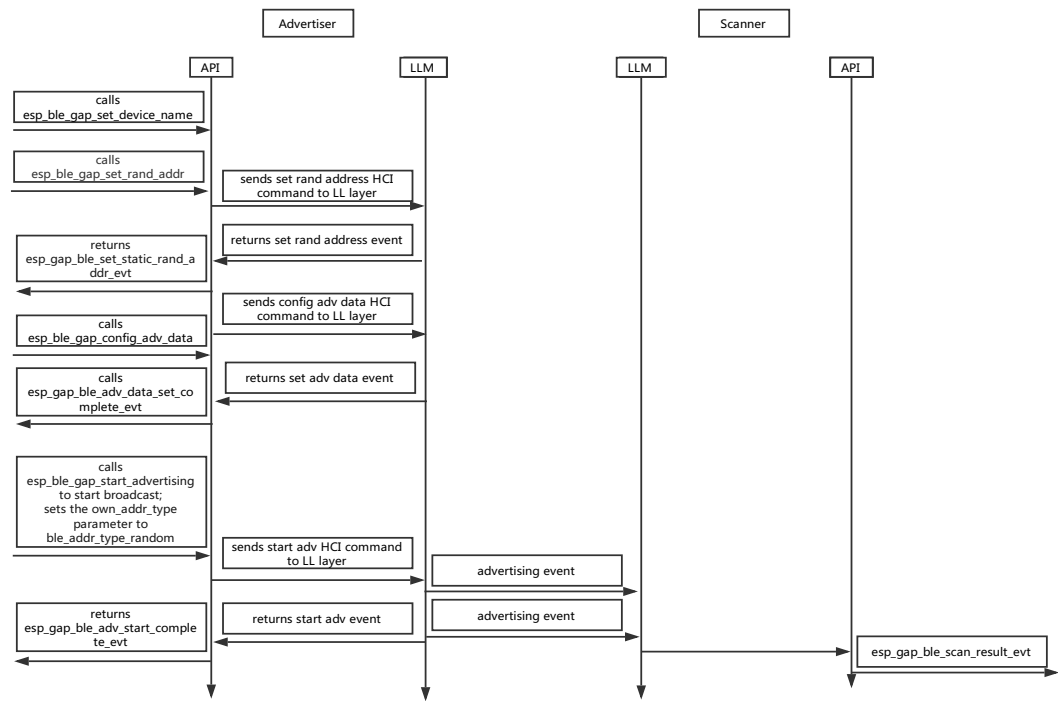 Advertiser
Scanner
API
LLM
LLM
API
calls
esp_ble_gap_set_device_name
calls
esp_ble_gap_set_rand_addr
sends set rand address HCI
command to LL layer
returns set rand address event
returns
esp_gap_ble_set_static_rand_a
ddr_evt
sends config adv data HCI
command to LL layer
calls
esp_ble_gap_config_adv_data
returns set adv data event
calls
esp_gap_ble_adv_data_set_co
mplete_evt
calls
esp_ble_gap_start_advertising
to start broadcast;
sets the own_addr_type
parameter to
ble_addr_type_random
sends start adv HCI command
to LL layer
advertising event
returns
esp_gap_ble_adv_start_comple
te_evt
returns start adv event
advertising event
esp_gap_ble_scan_result_evt